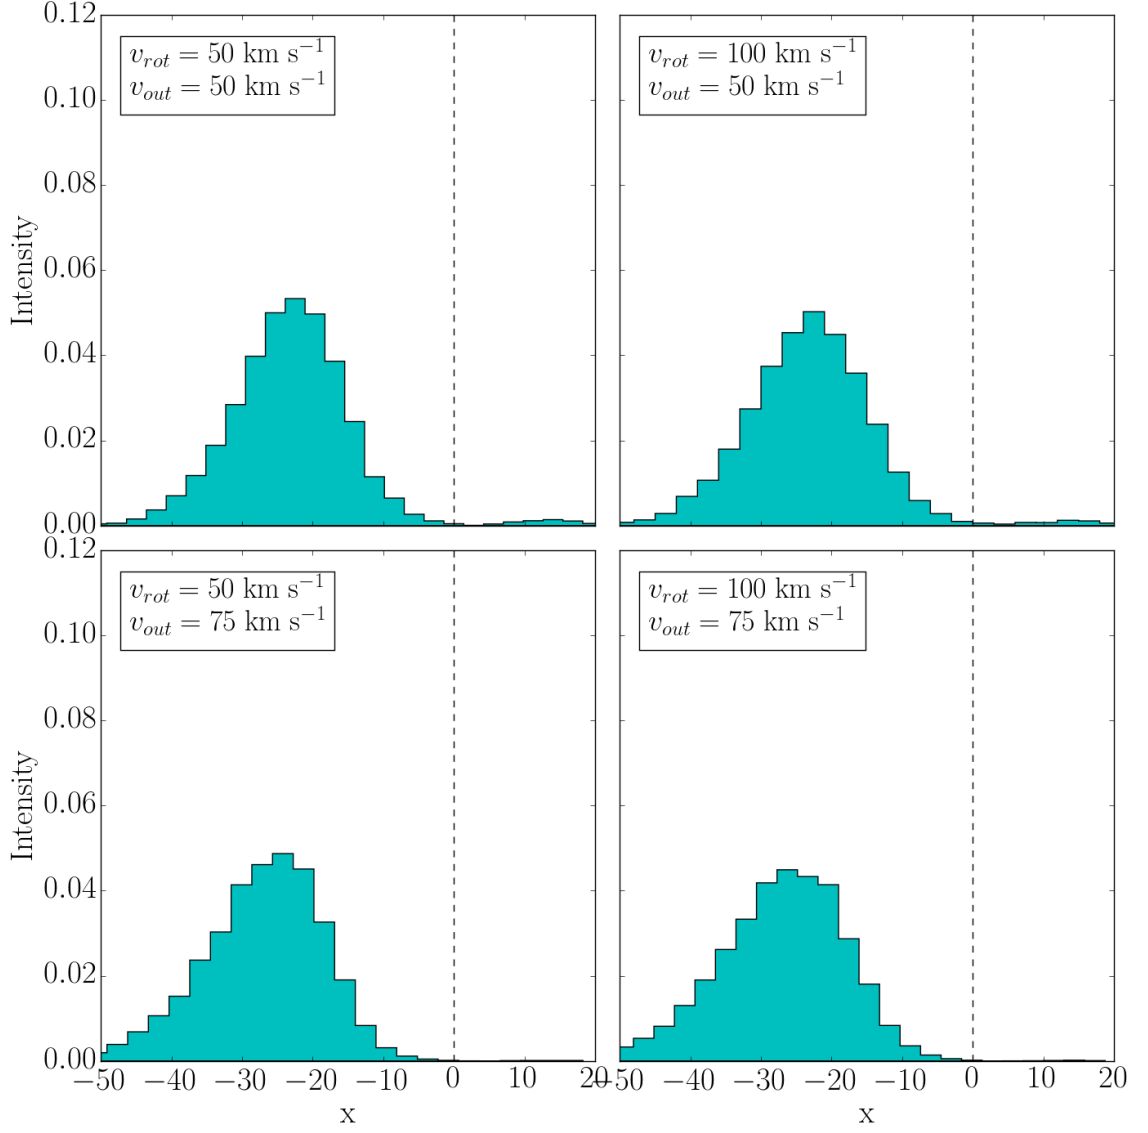 0.12
0.10
0.08
0.06
0.04
0.02
0.00
Intensity
v_rot = 50 km s⁻¹
v_out = 50 km s⁻¹
v_rot = 100 km s⁻¹
v_out = 50 km s⁻¹
0.12
0.10
0.08
0.06
0.04
0.02
0.00
Intensity
v_rot = 50 km s⁻¹
v_out = 75 km s⁻¹
v_rot = 100 km s⁻¹
v_out = 75 km s⁻¹
−50 −40 −30 −20 −10 0 10 20
−50 −40 −30 −20 −10 0 10 20
x
x